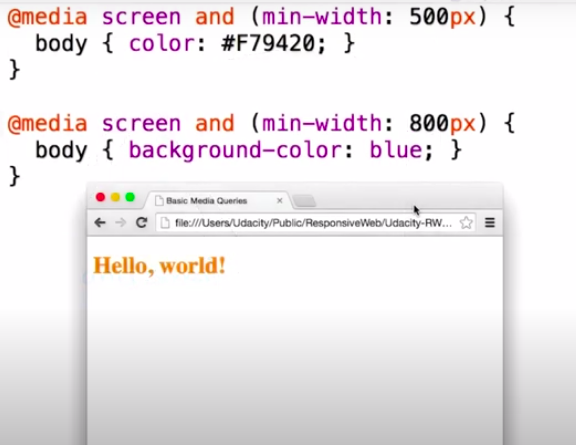 @media screen and (min-width: 500px) {
  body { color: #F79420; }
}
@media screen and (min-width: 800px) {
  body { background-color: blue; }
}
Basic Media Queries
file:///Users/Udacity/Public/ResponsiveWeb/Udacity-RW...
Hello, world!